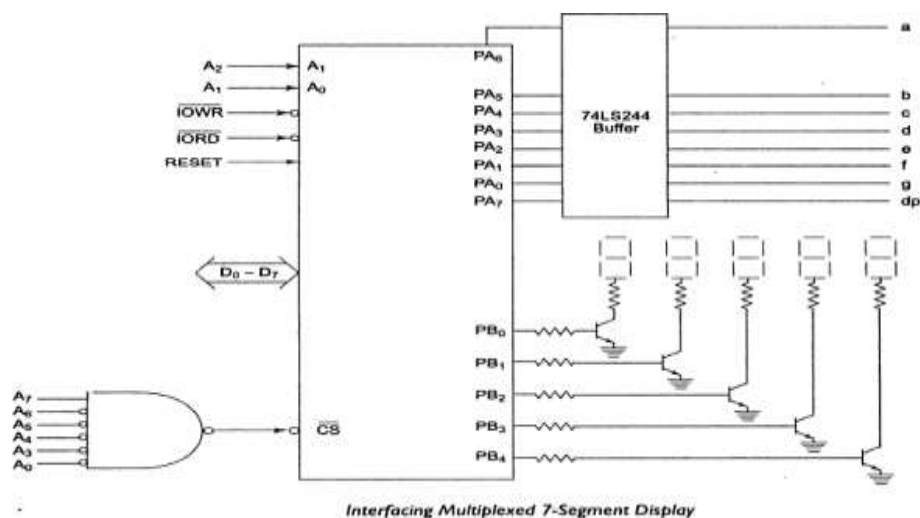 PA₆
a
A₂
A₁
A₁
A₀
IOWR
IORD
RESET
PA₅
PA₄
PA₃
PA₂
PA₁
PA₀
PA₇
74LS244
Buffer
b
c
d
e
f
g
dp
D₀ – D₇
PB₀
PB₁
PB₂
PB₃
PB₄
A₇
A₆
A₅
A₄
A₃
A₀
CS
Interfacing Multiplexed 7-Segment Display